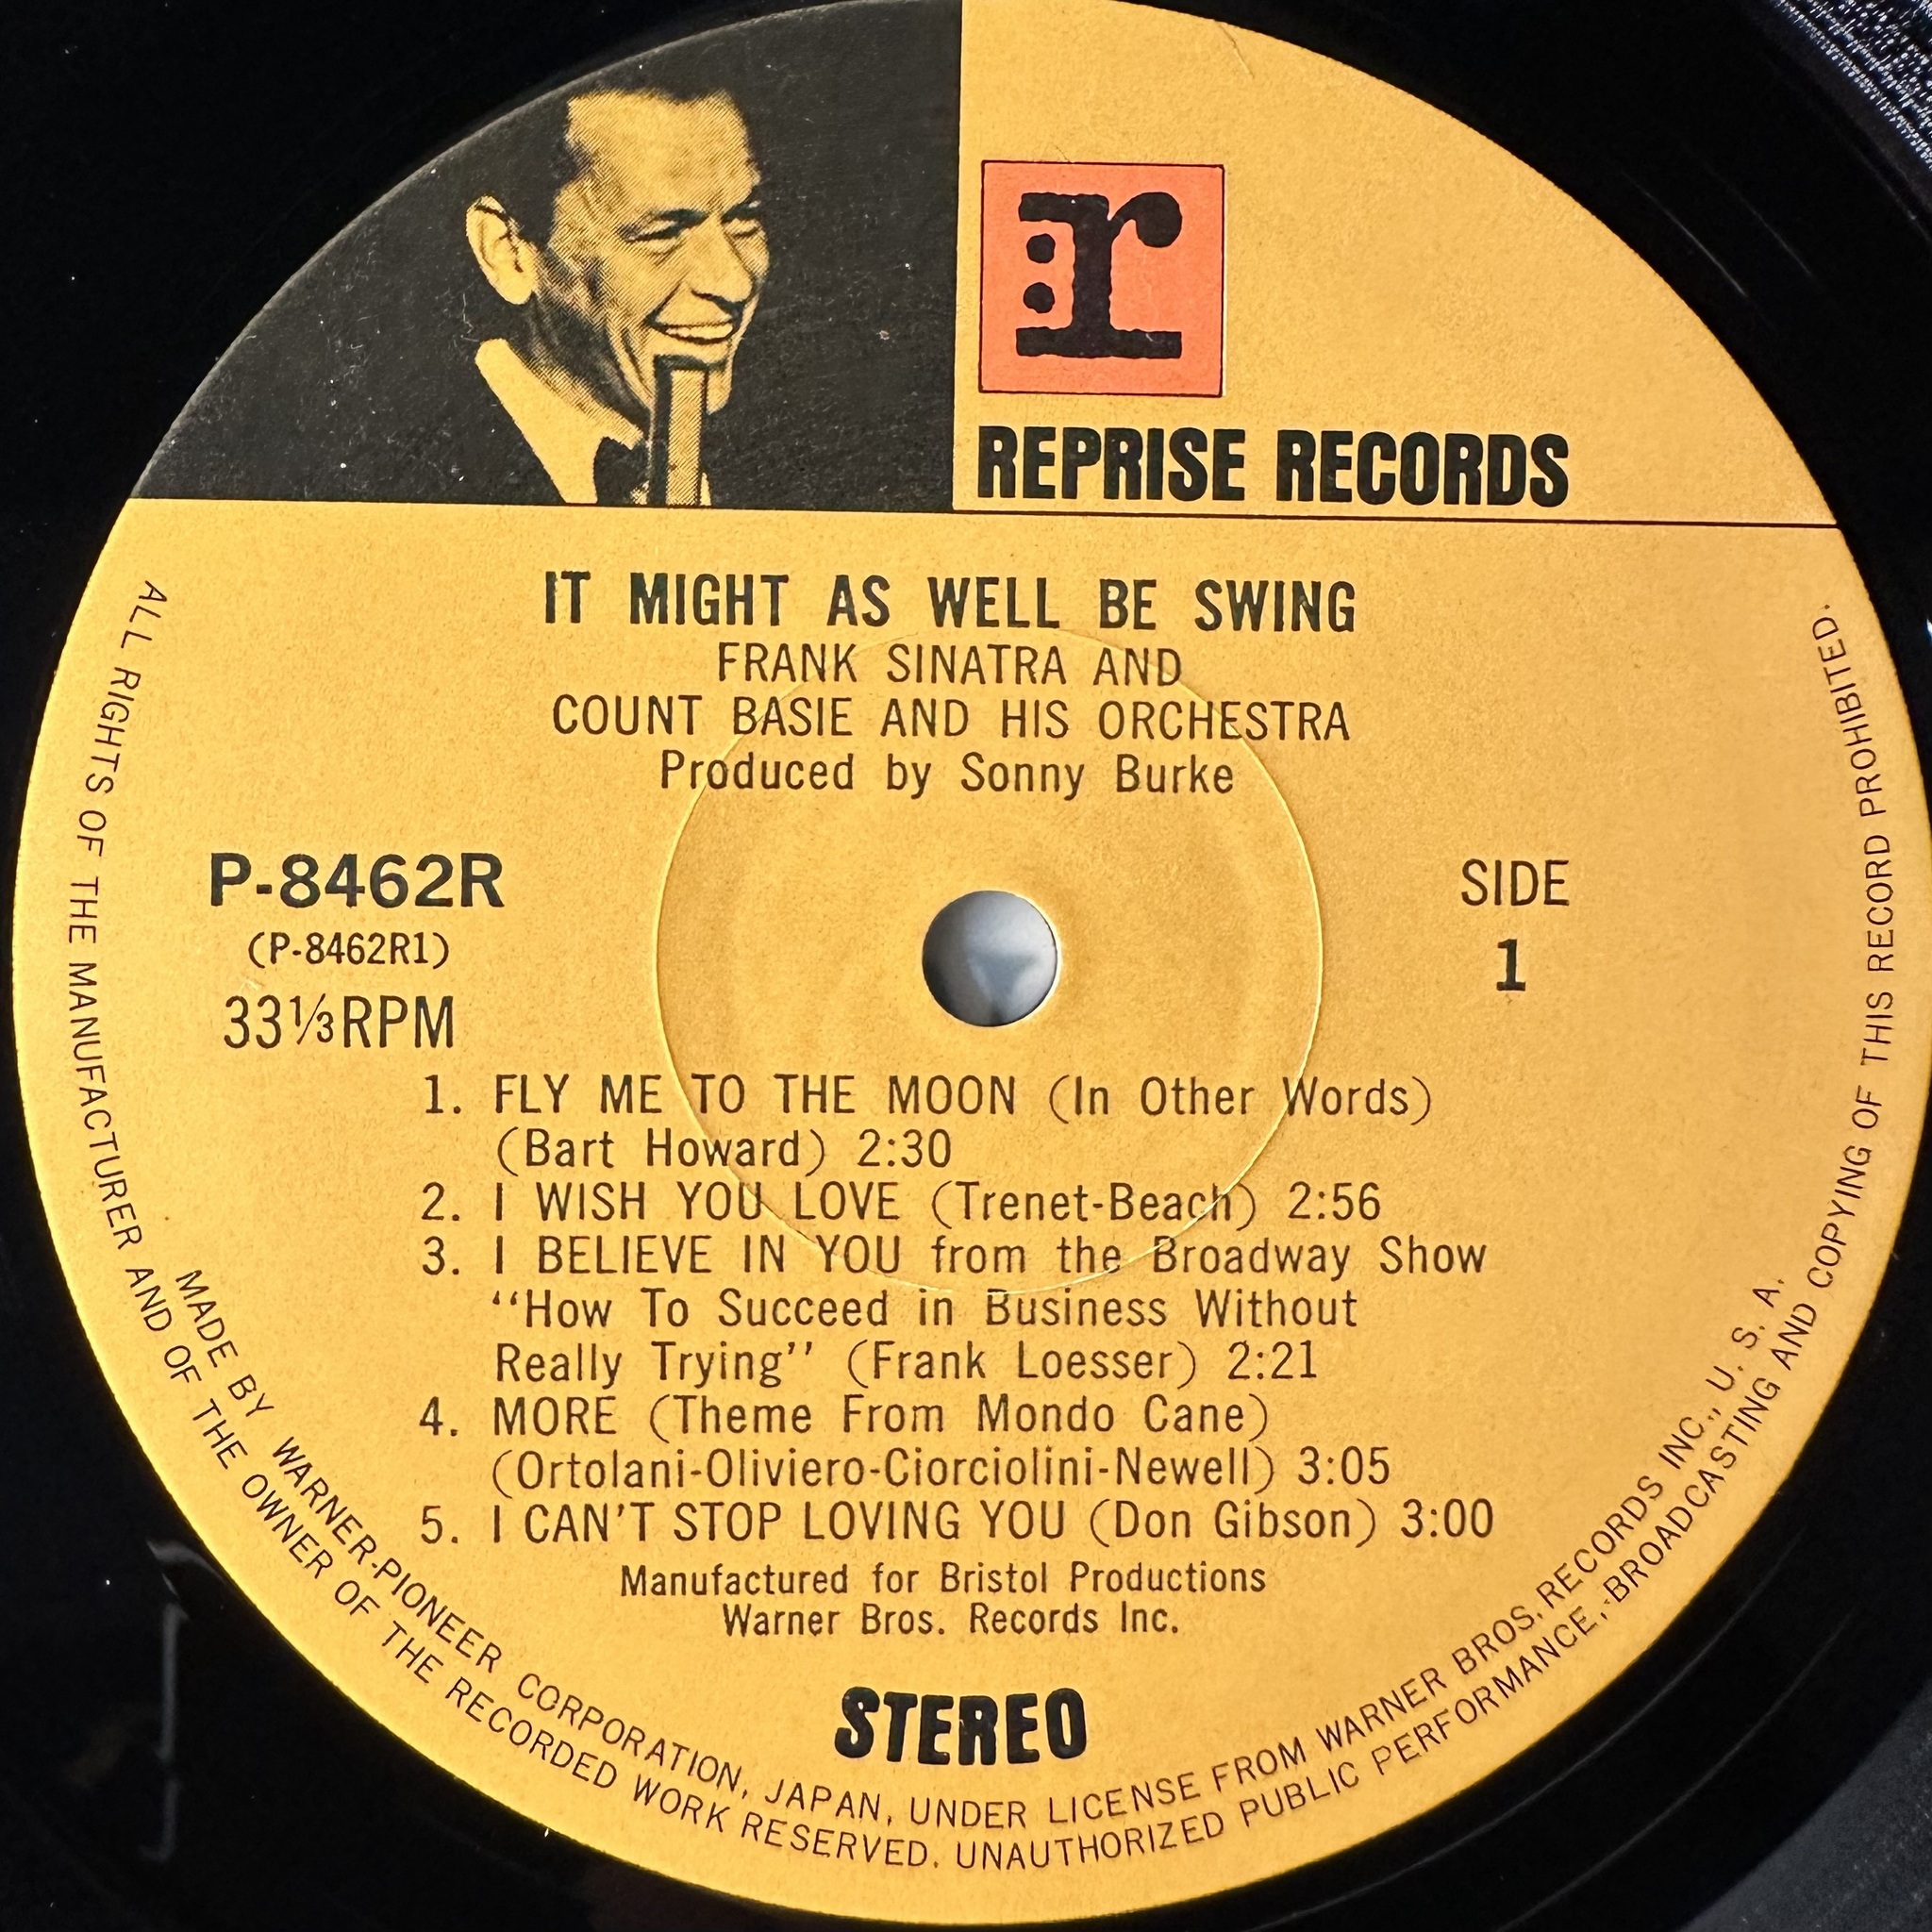 r
REPRISE RECORDS
IT MIGHT AS WELL BE SWING
FRANK SINATRA AND
COUNT BASIE AND HIS ORCHESTRA
Produced by Sonny Burke
P-8462R
(P-8462R1)
33⅓RPM
SIDE
1
1. FLY ME TO THE MOON (In Other Words)
(Bart Howard) 2:30
2. I WISH YOU LOVE (Trenet-Beach) 2:56
3. I BELIEVE IN YOU from the Broadway Show
“How To Succeed in Business Without
Really Trying” (Frank Loesser) 2:21
4. MORE (Theme From Mondo Cane)
(Ortolani-Oliviero-Ciorciolini-Newell) 3:05
5. I CAN'T STOP LOVING YOU (Don Gibson) 3:00
Manufactured for Bristol Productions
Warner Bros. Records Inc.
STEREO
MADE BY WARNER-PIONEER CORPORATION, JAPAN, UNDER LICENSE FROM WARNER BROS. RECORDS INC., U. S. A.
ALL RIGHTS OF THE MANUFACTURER AND OF THE OWNER OF THE RECORDED WORK RESERVED. UNAUTHORIZED PUBLIC PERFORMANCE, BROADCASTING AND COPYING OF THIS RECORD PROHIBITED.